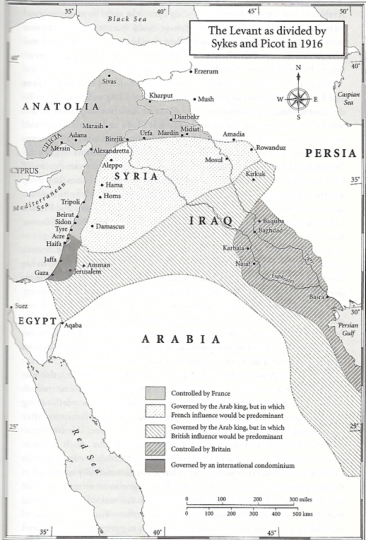 The Levant as divided by
Sykes and Picot in 1916
35°
Black Sea
40°
45°
50°
Caspian
Sea
N
W
E
S
Sivas
Erzerum
Kharput
Mush
ANATOLIA
Diarbekr
Marash
Adana
Birejik
Urfa
Mardin
Midiat
Amadia
CILICIA
Mersin
Alexandretta
Rowanduz
PERSIA
Aleppo
Mosul
CYPRUS
SYRIA
Kirkuk
Hama
Homs
Mediterranean
Sea
Tripoli
IRAQ
Beirut
Sidon
Damascus
Baquba
Baghdad
Tyre
Acre
Haifa
Karbala
Jaffa
Amman
Najaf
Jerusalem
Gaza
Basra
Suez
30°
EGYPT
Aqaba
Persian
Gulf
ARABIA
Controlled by France
Governed by the Arab king, but in which
French influence would be predominant
Governed by the Arab king, but in which
British influence would be predominant
25°
25°
Controlled by Britain
Governed by an international condominium
Red Sea
0 100 200 300 miles
0 100 200 300 400 500 kms
35°
40°
45°